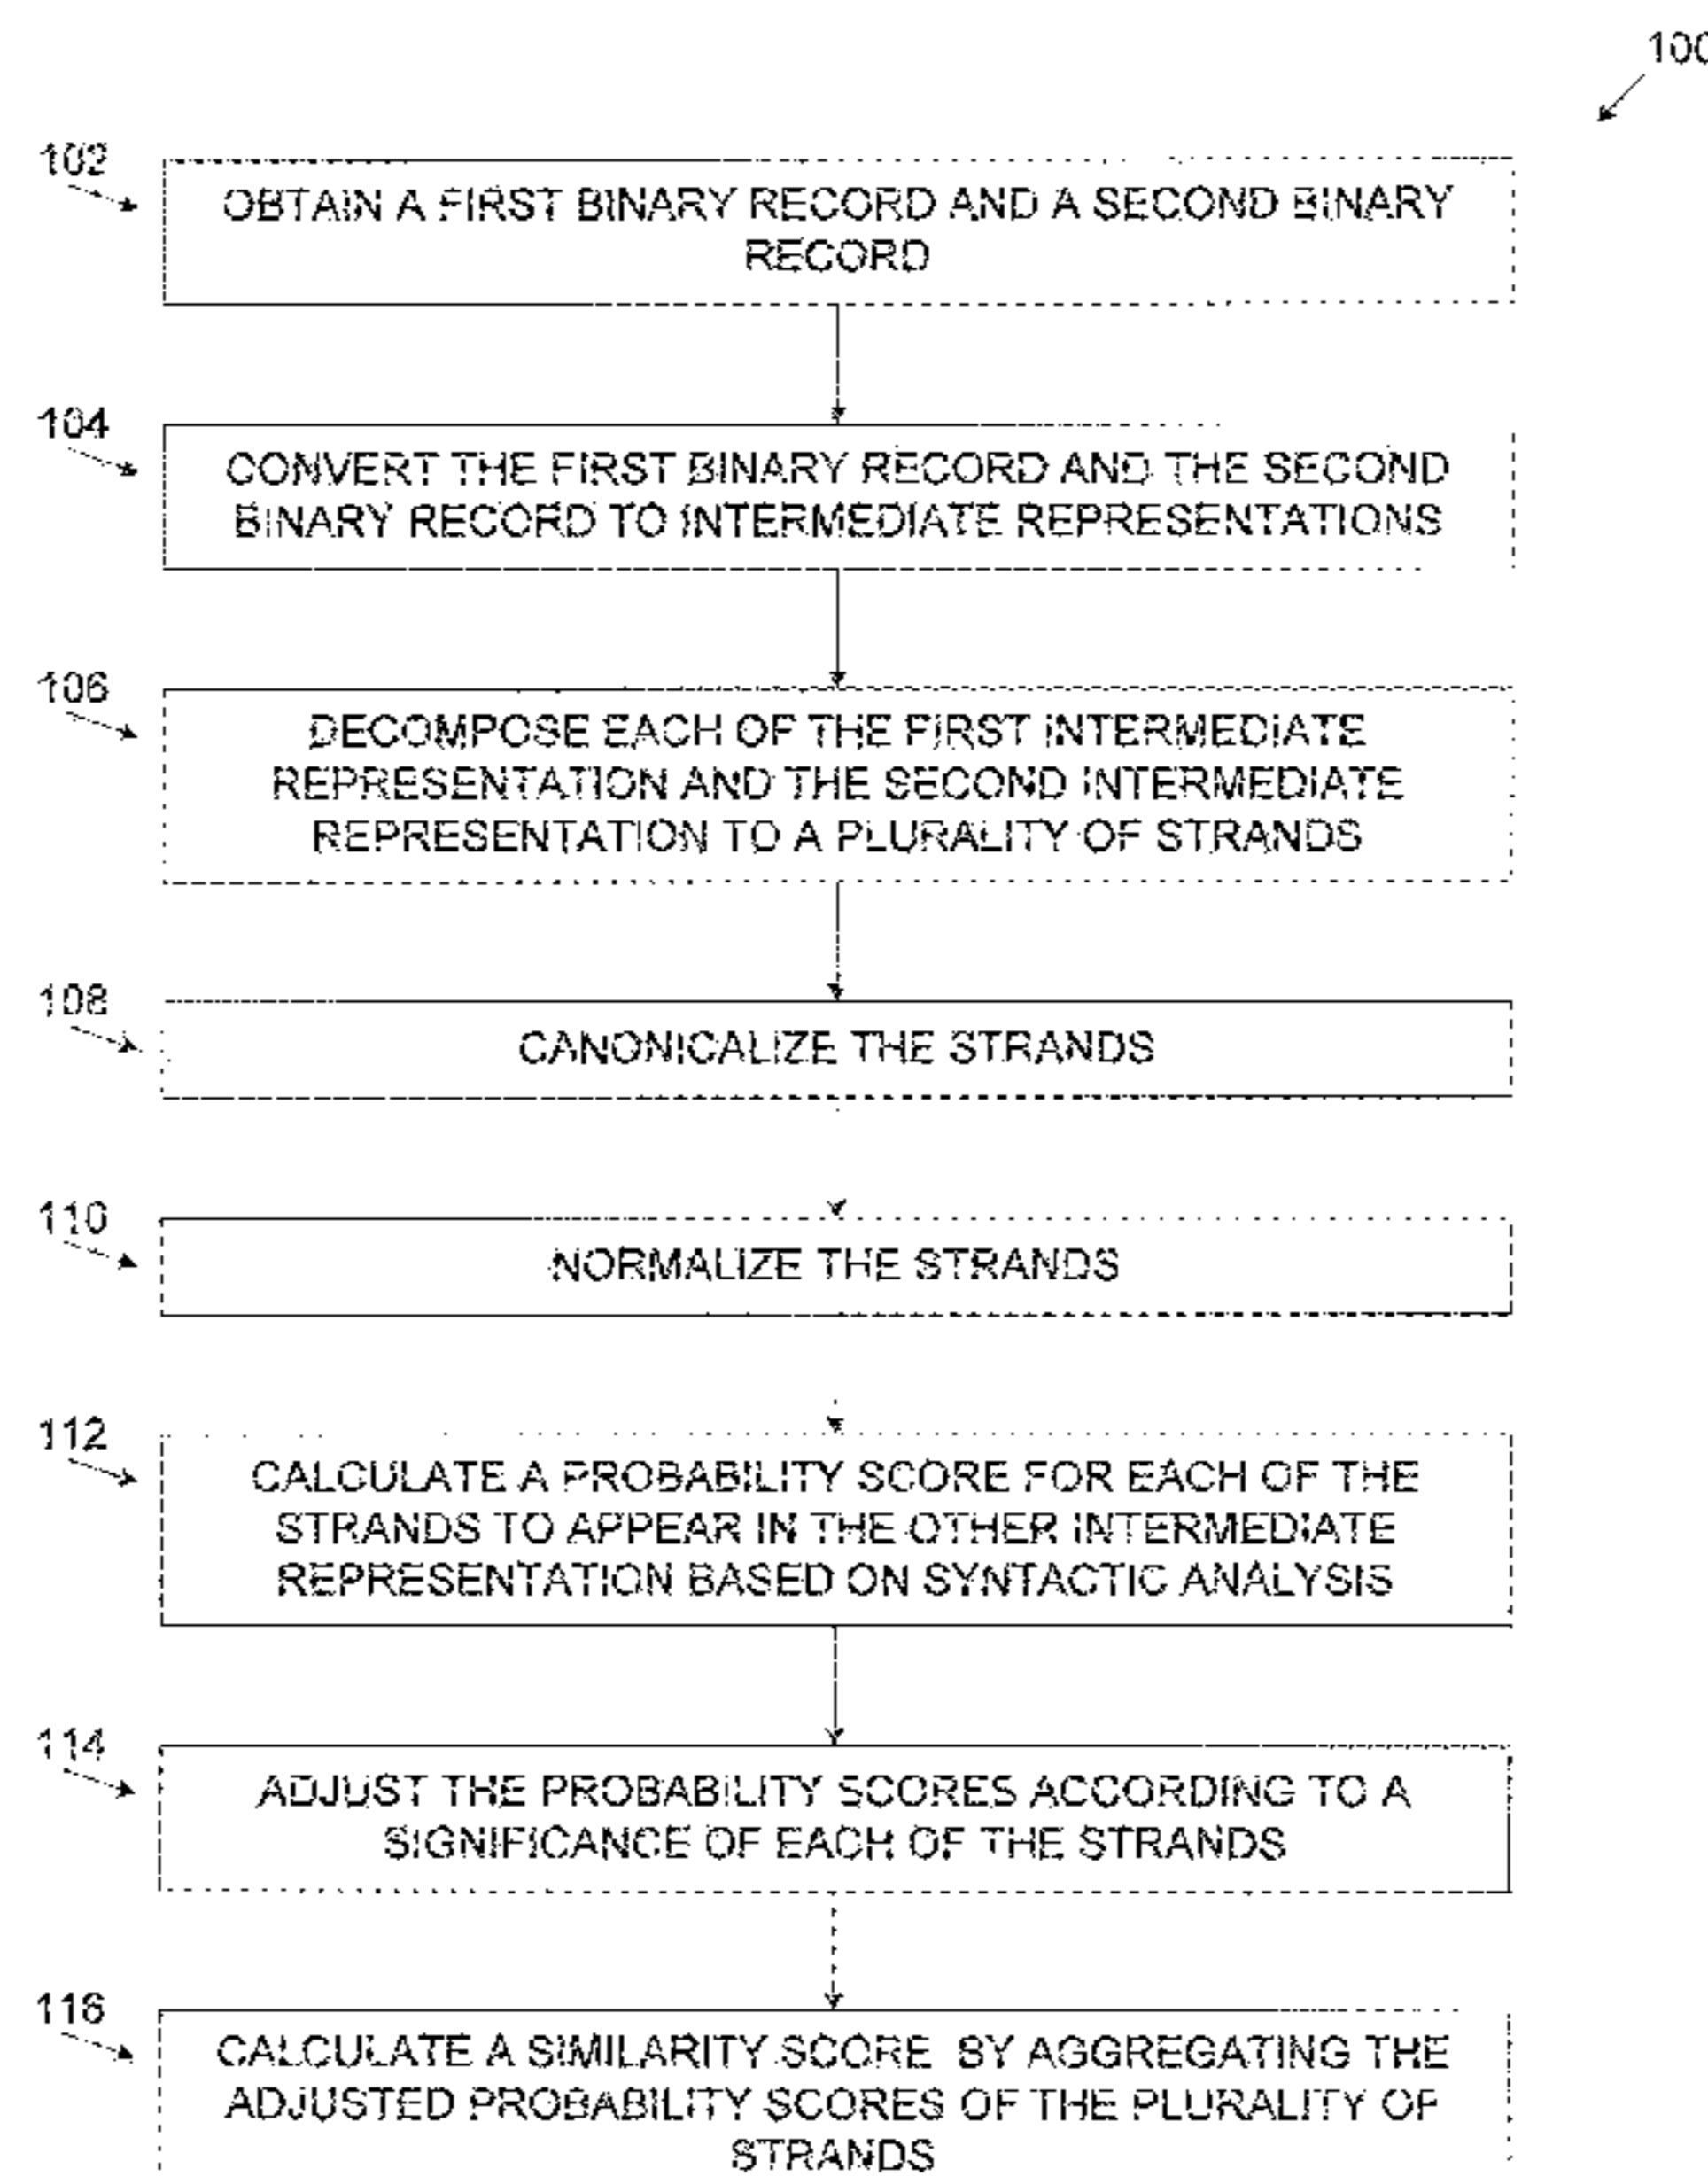 100
102
OBTAIN A FIRST BINARY RECORD AND A SECOND BINARY
RECORD
104
CONVERT THE FIRST BINARY RECORD AND THE SECOND
BINARY RECORD TO INTERMEDIATE REPRESENTATIONS
106
DECOMPOSE EACH OF THE FIRST INTERMEDIATE
REPRESENTATION AND THE SECOND INTERMEDIATE
REPRESENTATION TO A PLURALITY OF STRANDS
108
CANONICALIZE THE STRANDS
110
NORMALIZE THE STRANDS
112
CALCULATE A PROBABILITY SCORE FOR EACH OF THE
STRANDS TO APPEAR IN THE OTHER INTERMEDIATE
REPRESENTATION BASED ON SYNTACTIC ANALYSIS
114
ADJUST THE PROBABILITY SCORES ACCORDING TO A
SIGNIFICANCE OF EACH OF THE STRANDS
116
CALCULATE A SIMILARITY SCORE BY AGGREGATING THE
ADJUSTED PROBABILITY SCORES OF THE PLURALITY OF
STRANDS